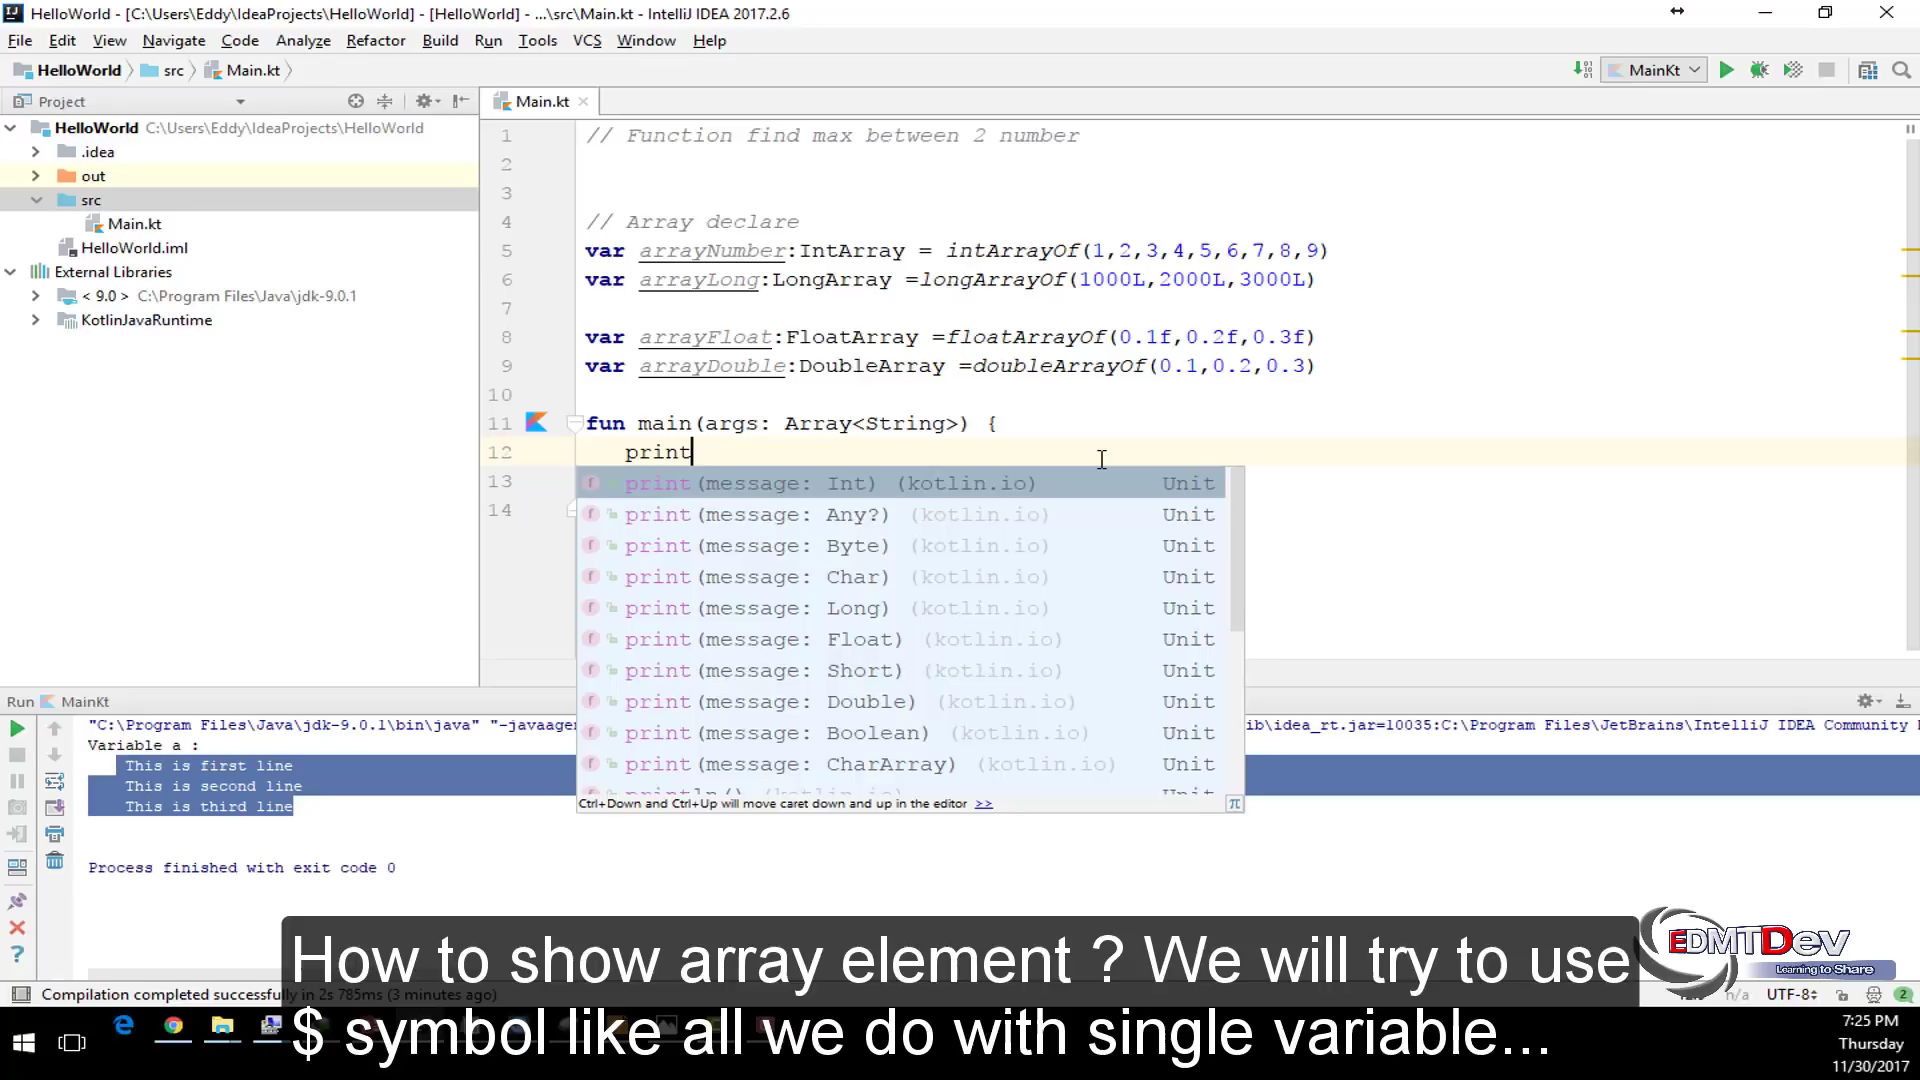 HelloWorld - [C:\Users\Eddy\IdeaProjects\HelloWorld] - [HelloWorld] - ...\src\Main.kt - IntelliJ IDEA 2017.2.6
File Edit View Navigate Code Analyze Refactor Build Run Tools VCS Window Help
HelloWorld src Main.kt MainKt
Project
HelloWorld C:\Users\Eddy\IdeaProjects\HelloWorld
.idea
out
src
Main.kt
HelloWorld.iml
External Libraries
< 9.0 > C:\Program Files\Java\jdk-9.0.1
KotlinJavaRuntime
Main.kt
1 // Function find max between 2 number
2
3
4 // Array declare
5 var arrayNumber:IntArray = intArrayOf(1,2,3,4,5,6,7,8,9)
6 var arrayLong:LongArray =longArrayOf(1000L,2000L,3000L)
7
8 var arrayFloat:FloatArray =floatArrayOf(0.1f,0.2f,0.3f)
9 var arrayDouble:DoubleArray =doubleArrayOf(0.1,0.2,0.3)
10
11 fun main(args: Array<String>) {
12 print
13
14
print(message: Int) (kotlin.io) Unit
print(message: Any?) (kotlin.io) Unit
print(message: Byte) (kotlin.io) Unit
print(message: Char) (kotlin.io) Unit
print(message: Long) (kotlin.io) Unit
print(message: Float) (kotlin.io) Unit
print(message: Short) (kotlin.io) Unit
print(message: Double) (kotlin.io) Unit
print(message: Boolean) (kotlin.io) Unit
print(message: CharArray) (kotlin.io) Unit
println() (kotlin.io) Unit
Ctrl+Down and Ctrl+Up will move caret down and up in the editor >>
Run MainKt
"C:\Program Files\Java\jdk-9.0.1\bin\java" "-javaagen ib\idea_rt.jar=10035:C:\Program Files\JetBrains\IntelliJ IDEA Community
Variable a :
This is first line
This is second line
This is third line
Process finished with exit code 0
How to show array element ? We will try to use
$ symbol like all we do with single variable...
EDMTDev
Learning to Share
Compilation completed successfully in 2s 785ms (3 minutes ago) n/a UTF-8 2
7:25 PM
Thursday
11/30/2017